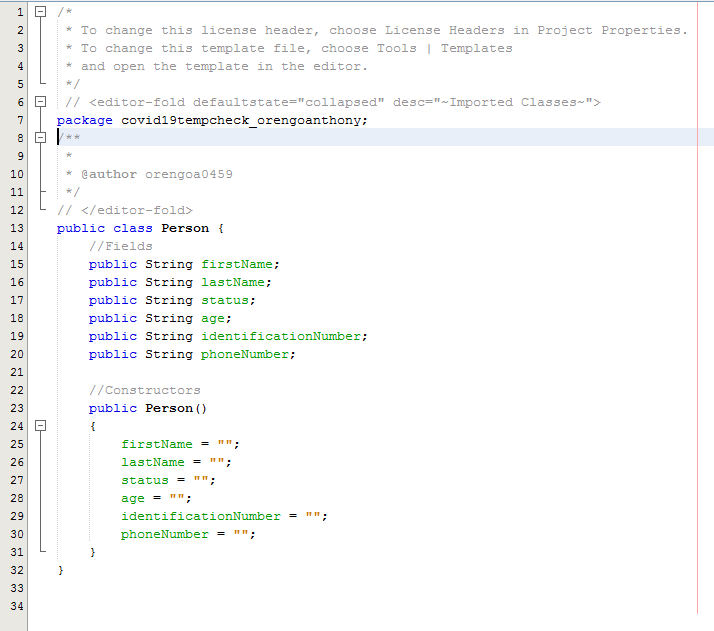 1 /*
2  * To change this license header, choose License Headers in Project Properties.
3  * To change this template file, choose Tools | Templates
4  * and open the template in the editor.
5  */
6 // <editor-fold defaultstate="collapsed" desc="~Imported Classes~">
7 package covid19tempcheck_orengoanthony;
8 /**
9  *
10  * @author orengoa0459
11  */
12 // </editor-fold>
13 public class Person {
14     //Fields
15     public String firstName;
16     public String lastName;
17     public String status;
18     public String age;
19     public String identificationNumber;
20     public String phoneNumber;
21
22     //Constructors
23     public Person()
24     {
25         firstName = "";
26         lastName = "";
27         status = "";
28         age = "";
29         identificationNumber = "";
30         phoneNumber = "";
31     }
32 }
33
34